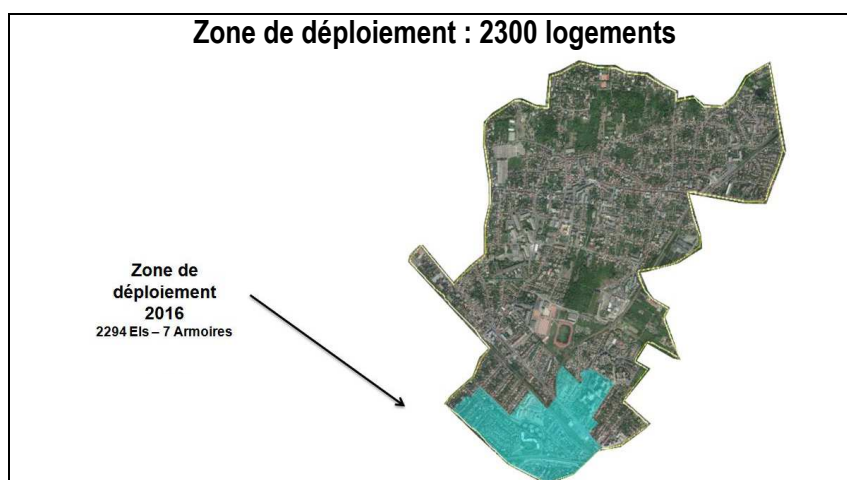 Zone de déploiement : 2300 logements
Zone de
déploiement
2016
2294 Els – 7 Armoires